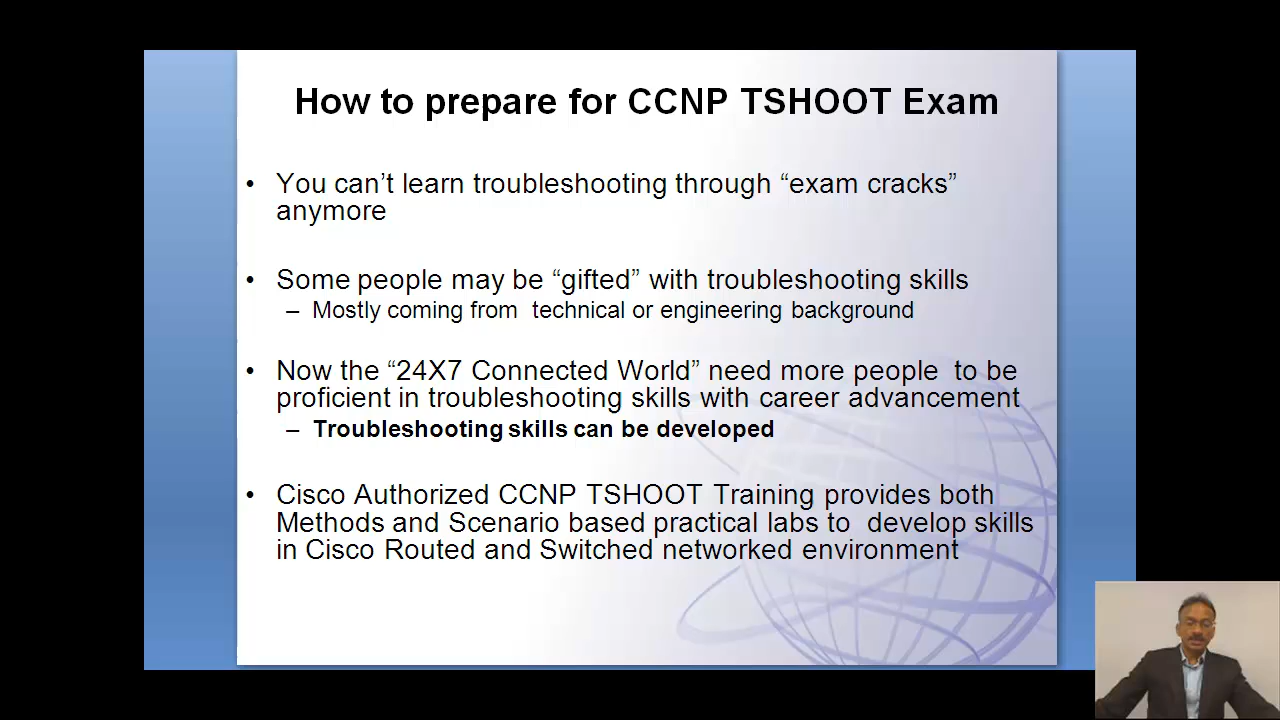 How to prepare for CCNP TSHOOT Exam
• You can’t learn troubleshooting through “exam cracks”
anymore
• Some people may be “gifted” with troubleshooting skills
– Mostly coming from technical or engineering background
• Now the “24X7 Connected World” need more people to be
proficient in troubleshooting skills with career advancement
– Troubleshooting skills can be developed
• Cisco Authorized CCNP TSHOOT Training provides both
Methods and Scenario based practical labs to develop skills
in Cisco Routed and Switched networked environment